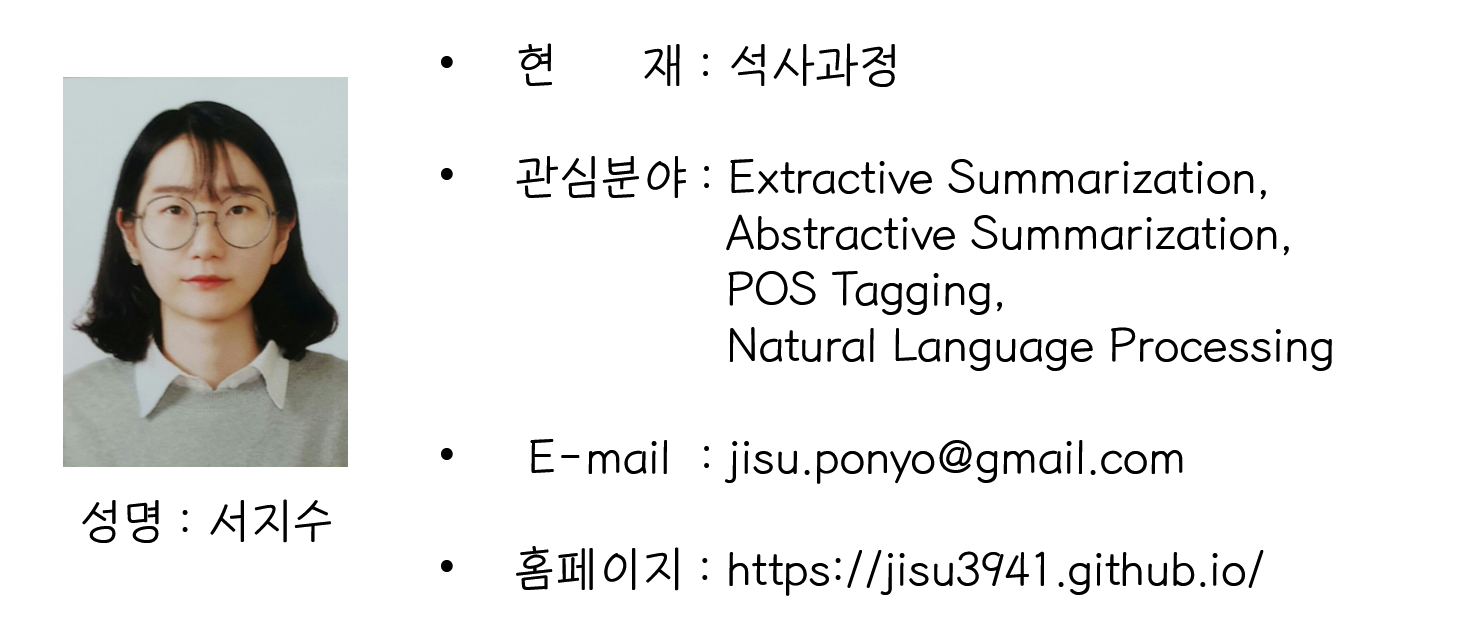 • 현 재 : 석사과정
• 관심분야 : Extractive Summarization,
Abstractive Summarization,
POS Tagging,
Natural Language Processing
• E-mail : jisu.ponyo@gmail.com
• 홈페이지 : https://jisu3941.github.io/
성명 : 서지수